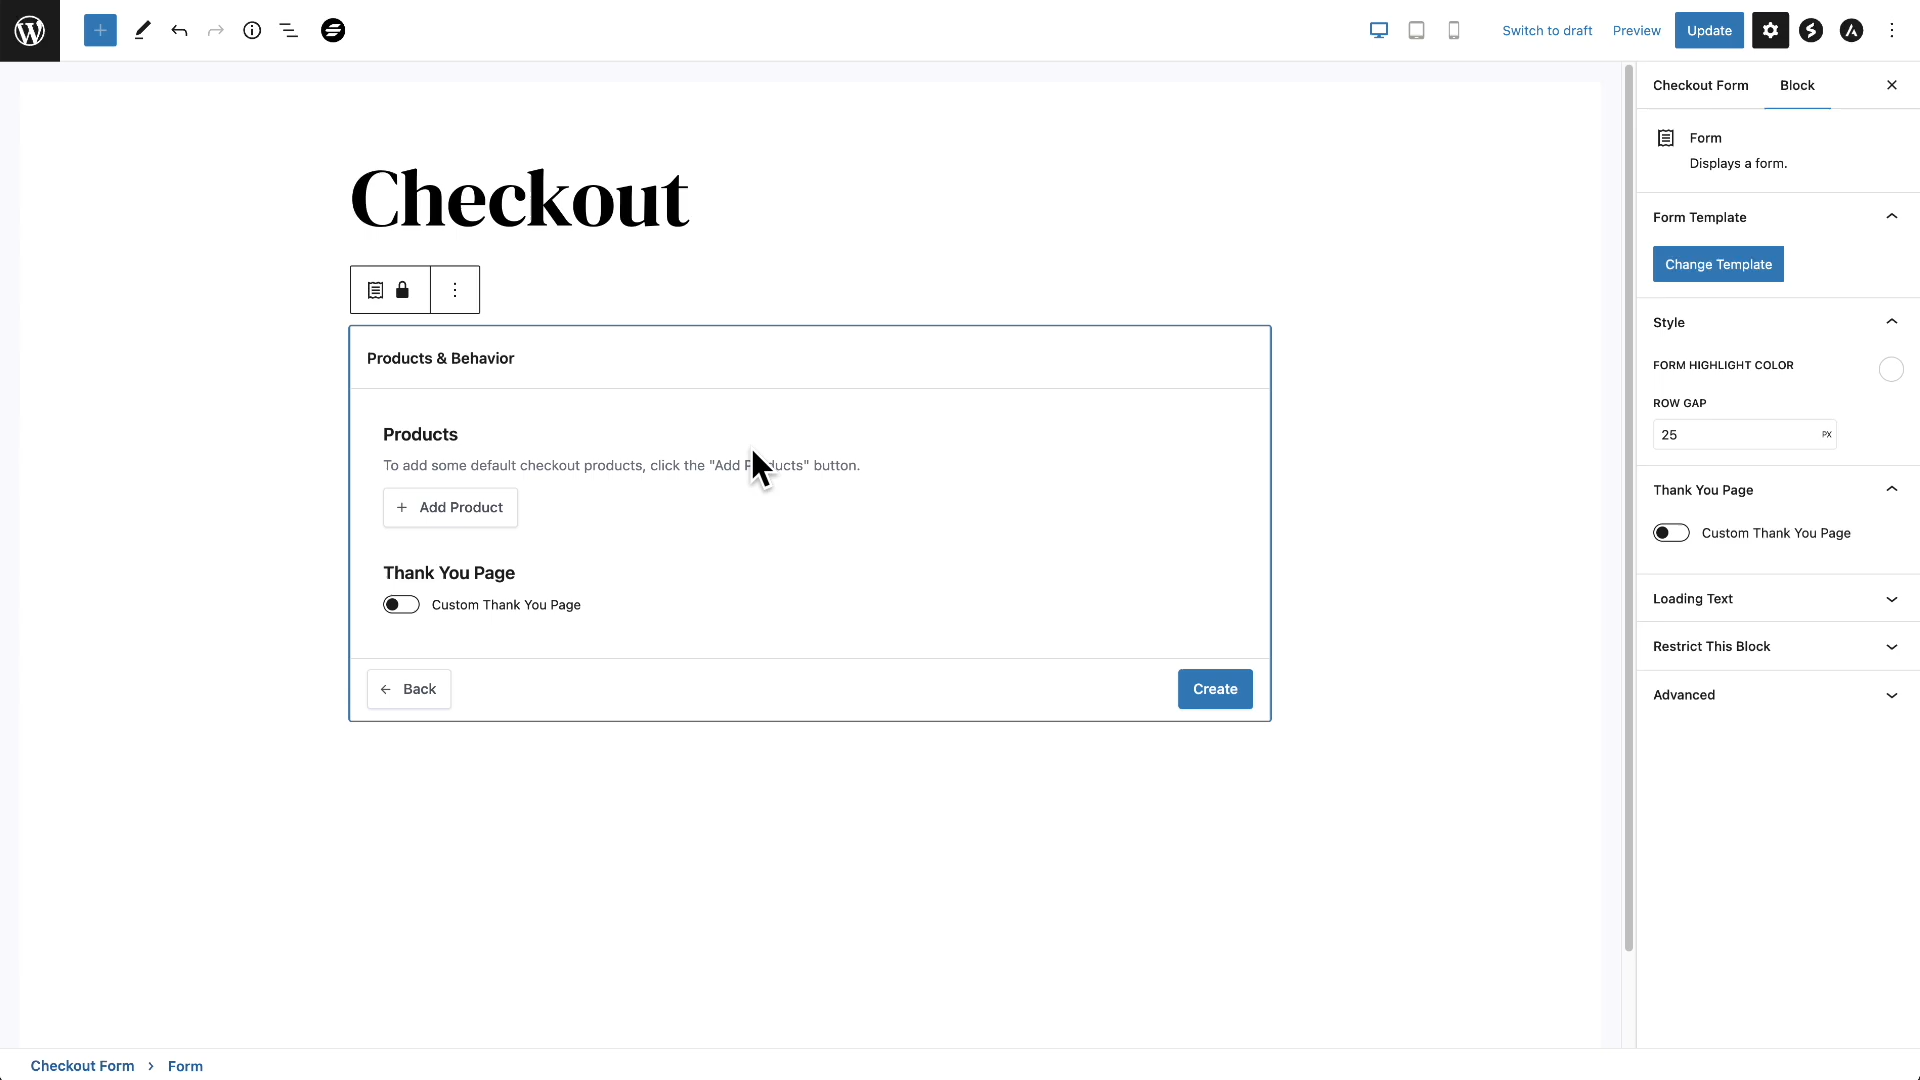 Switch to draft
Preview
Update
Checkout Form
Block
Form
Displays a form.
Form Template
Change Template
Style
FORM HIGHLIGHT COLOR
ROW GAP
25
PX
Thank You Page
Custom Thank You Page
Loading Text
Restrict This Block
Advanced
Checkout
Products & Behavior
Products
To add some default checkout products, click the "Add Products" button.
+ Add Product
Thank You Page
Custom Thank You Page
← Back
Create
Checkout Form > Form